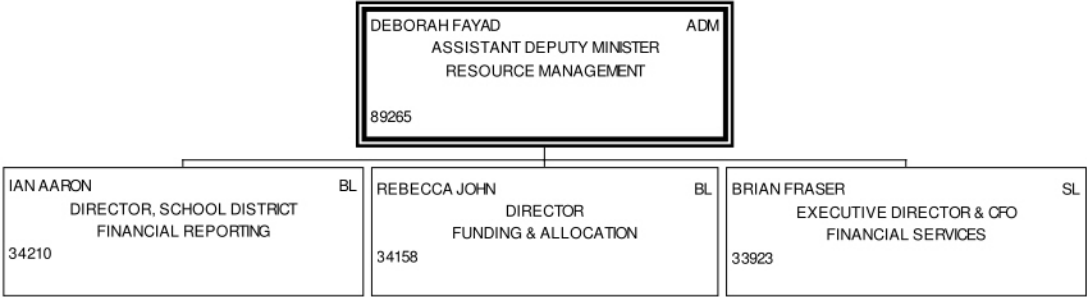 DEBORAH FAYAD ADM
ASSISTANT DEPUTY MINISTER
RESOURCE MANAGEMENT
89265
IAN AARON BL
DIRECTOR, SCHOOL DISTRICT
FINANCIAL REPORTING
34210
REBECCA JOHN BL
DIRECTOR
FUNDING & ALLOCATION
34158
BRIAN FRASER SL
EXECUTIVE DIRECTOR & CFO
FINANCIAL SERVICES
33923